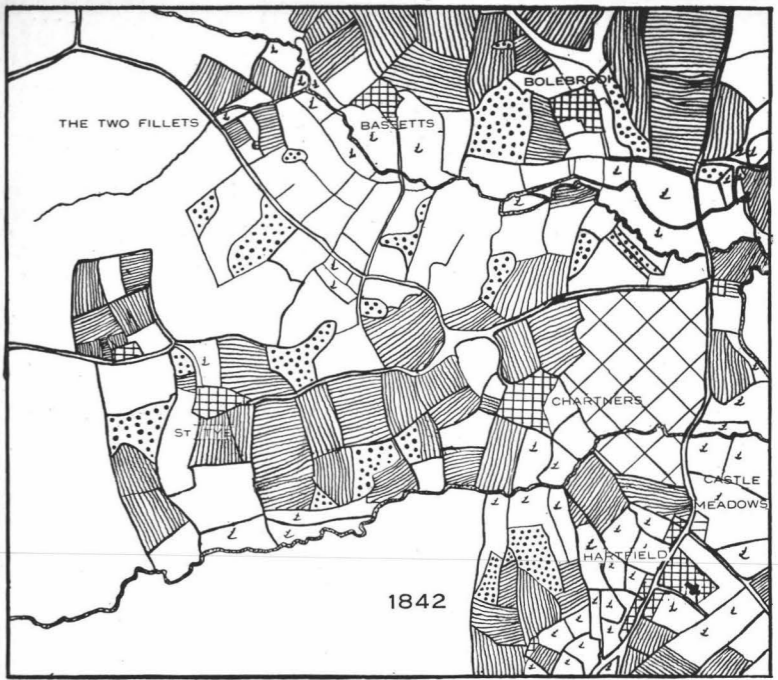 BOLEBROOK
THE TWO FILLETS
BASSETTS
CHARTNERS
ST. TYE
CASTLE
MEADOWS
HARTFIELD
1842